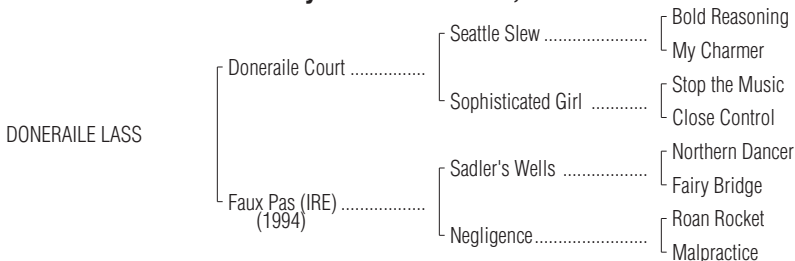 Bold Reasoning
Seattle Slew ........................
My Charmer
Doneraile Court ................
Stop the Music
Sophisticated Girl ............
Close Control
DONERAILE LASS
Northern Dancer
Sadler's Wells ..................
Fairy Bridge
Faux Pas (IRE) ..................
(1994)
Roan Rocket
Negligence........................
Malpractice